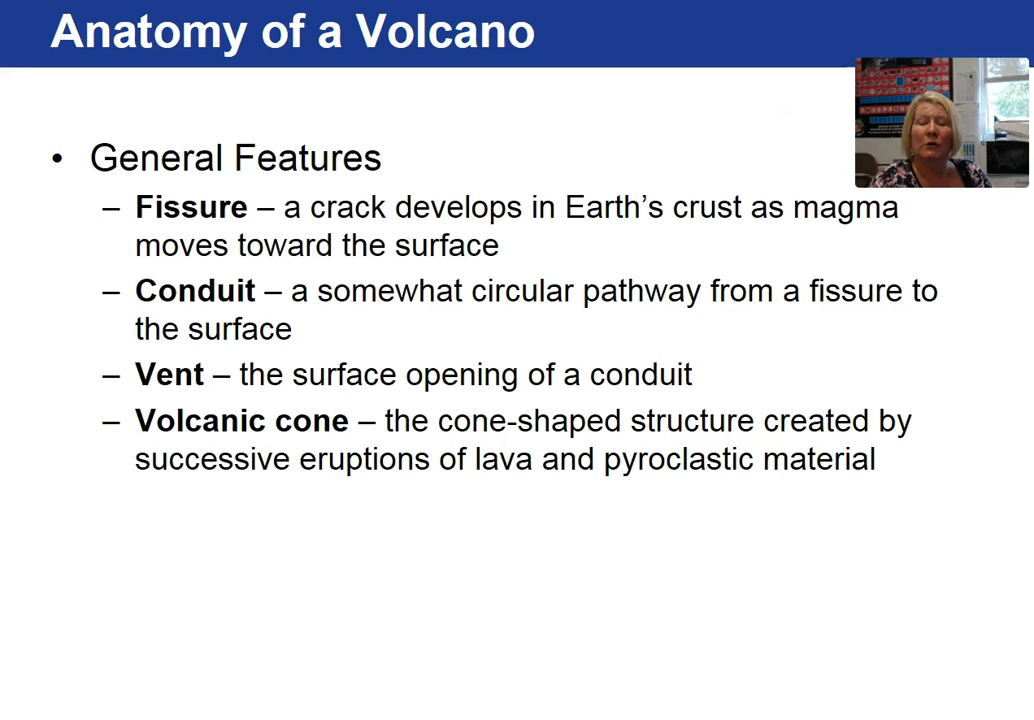 Anatomy of a Volcano
• General Features
– Fissure – a crack develops in Earth’s crust as magma
moves toward the surface
– Conduit – a somewhat circular pathway from a fissure to
the surface
– Vent – the surface opening of a conduit
– Volcanic cone – the cone-shaped structure created by
successive eruptions of lava and pyroclastic material